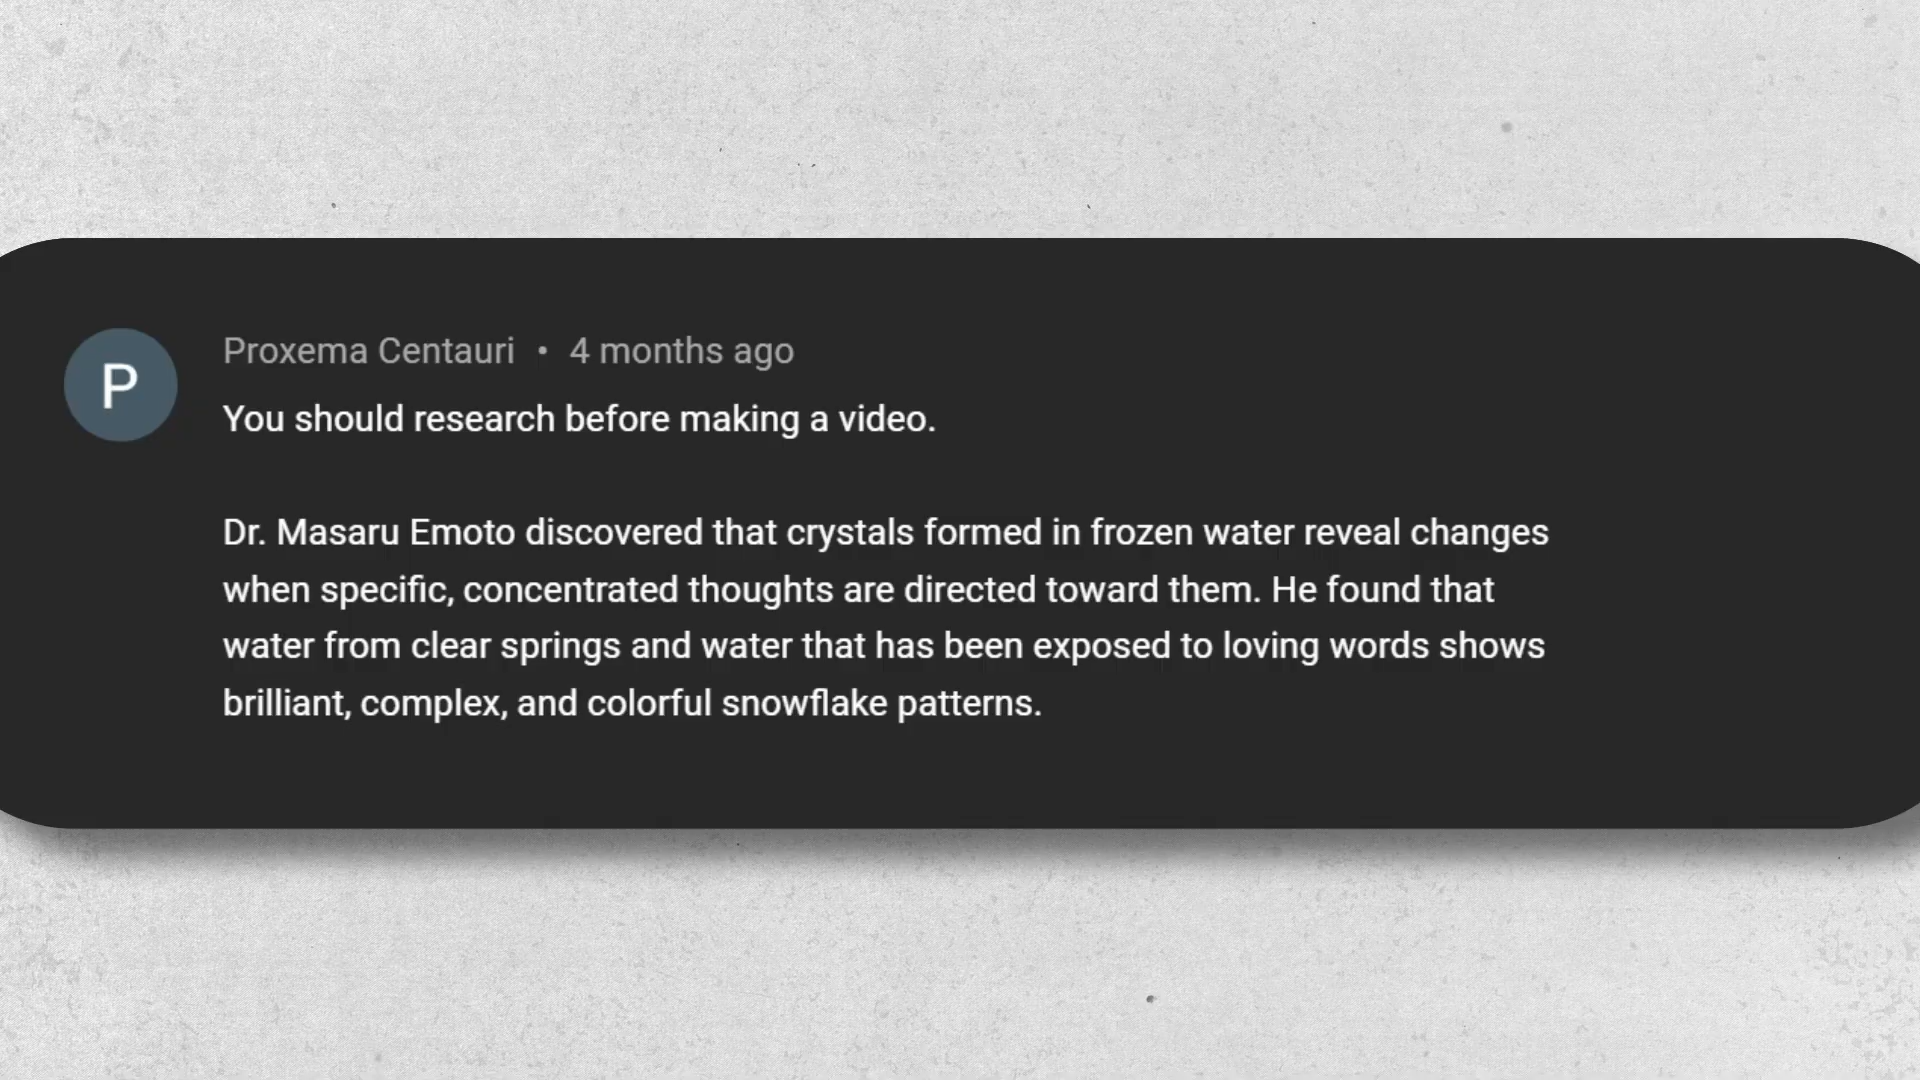 P
Proxema Centauri • 4 months ago
You should research before making a video.
Dr. Masaru Emoto discovered that crystals formed in frozen water reveal changes
when specific, concentrated thoughts are directed toward them. He found that
water from clear springs and water that has been exposed to loving words shows
brilliant, complex, and colorful snowflake patterns.